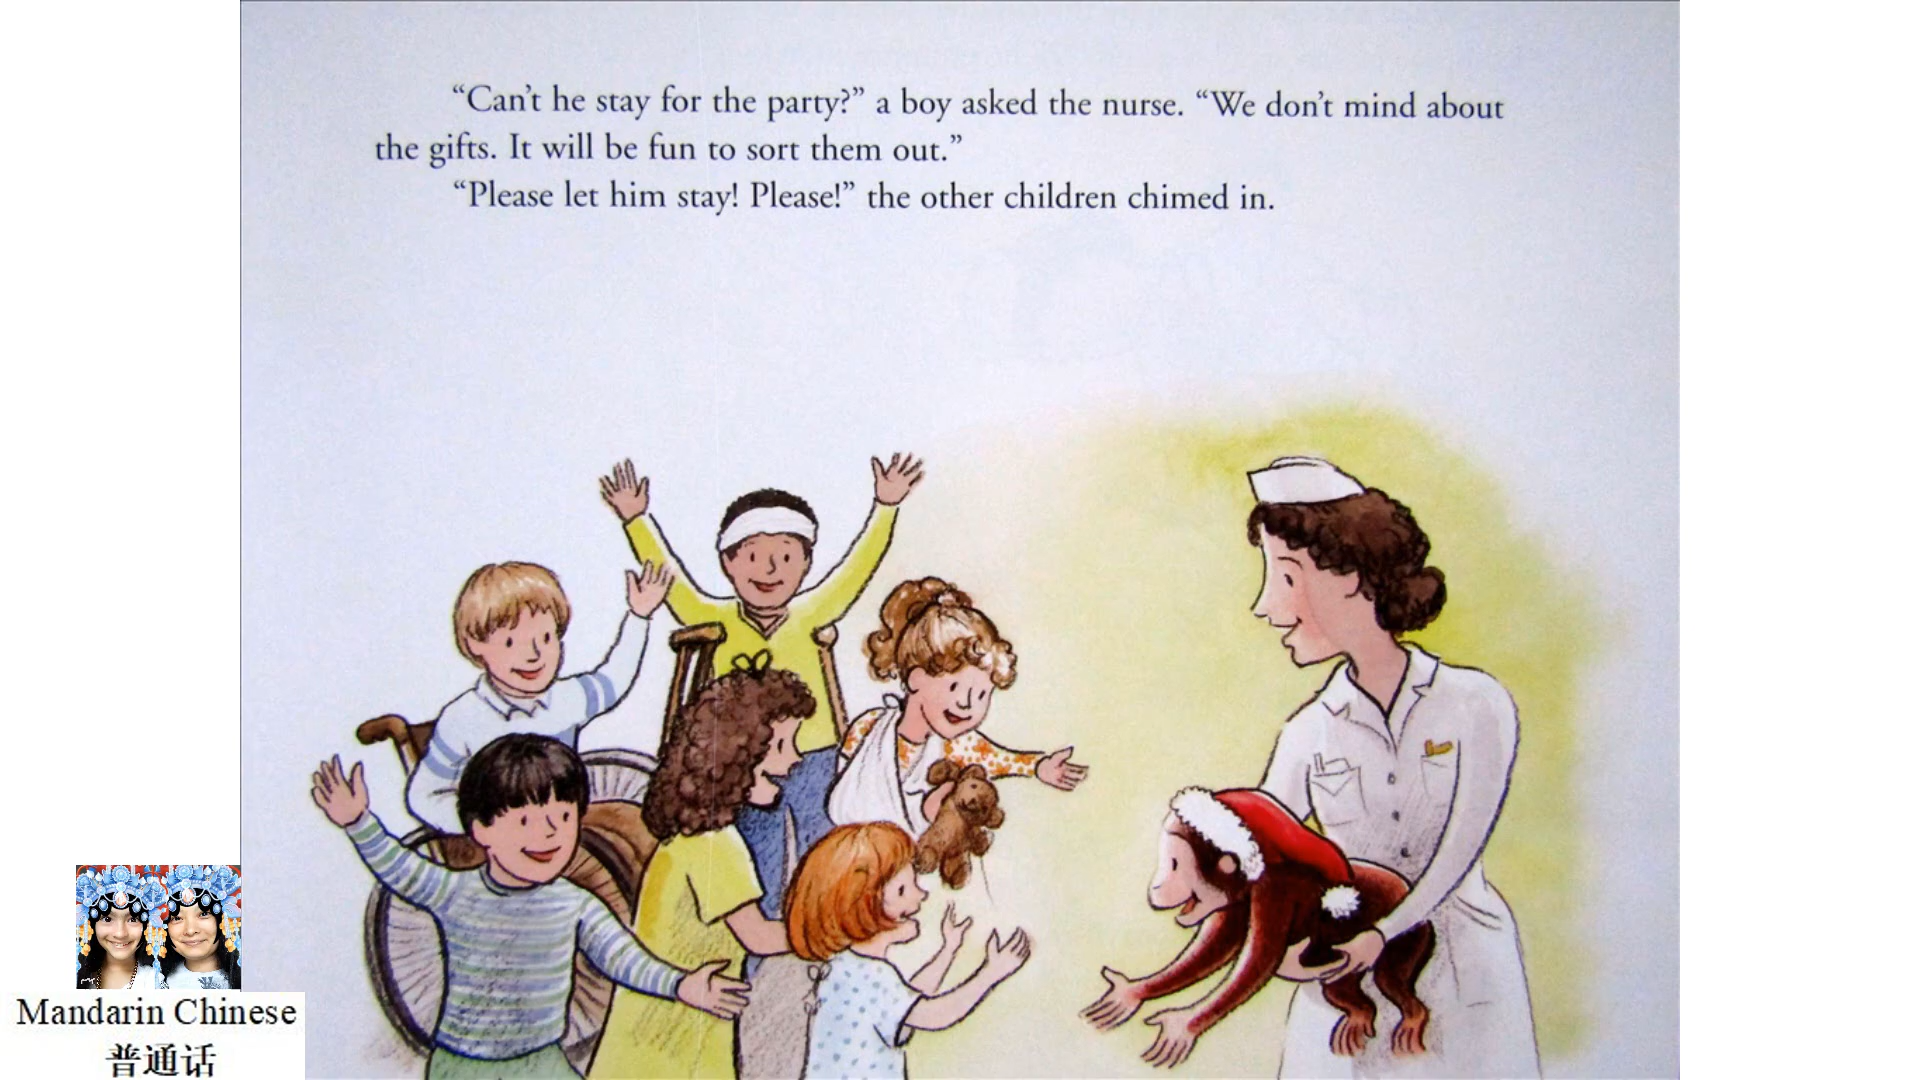 “Can’t he stay for the party?” a boy asked the nurse. “We don’t mind about
the gifts. It will be fun to sort them out.”
“Please let him stay! Please!” the other children chimed in.
Mandarin Chinese
普通话